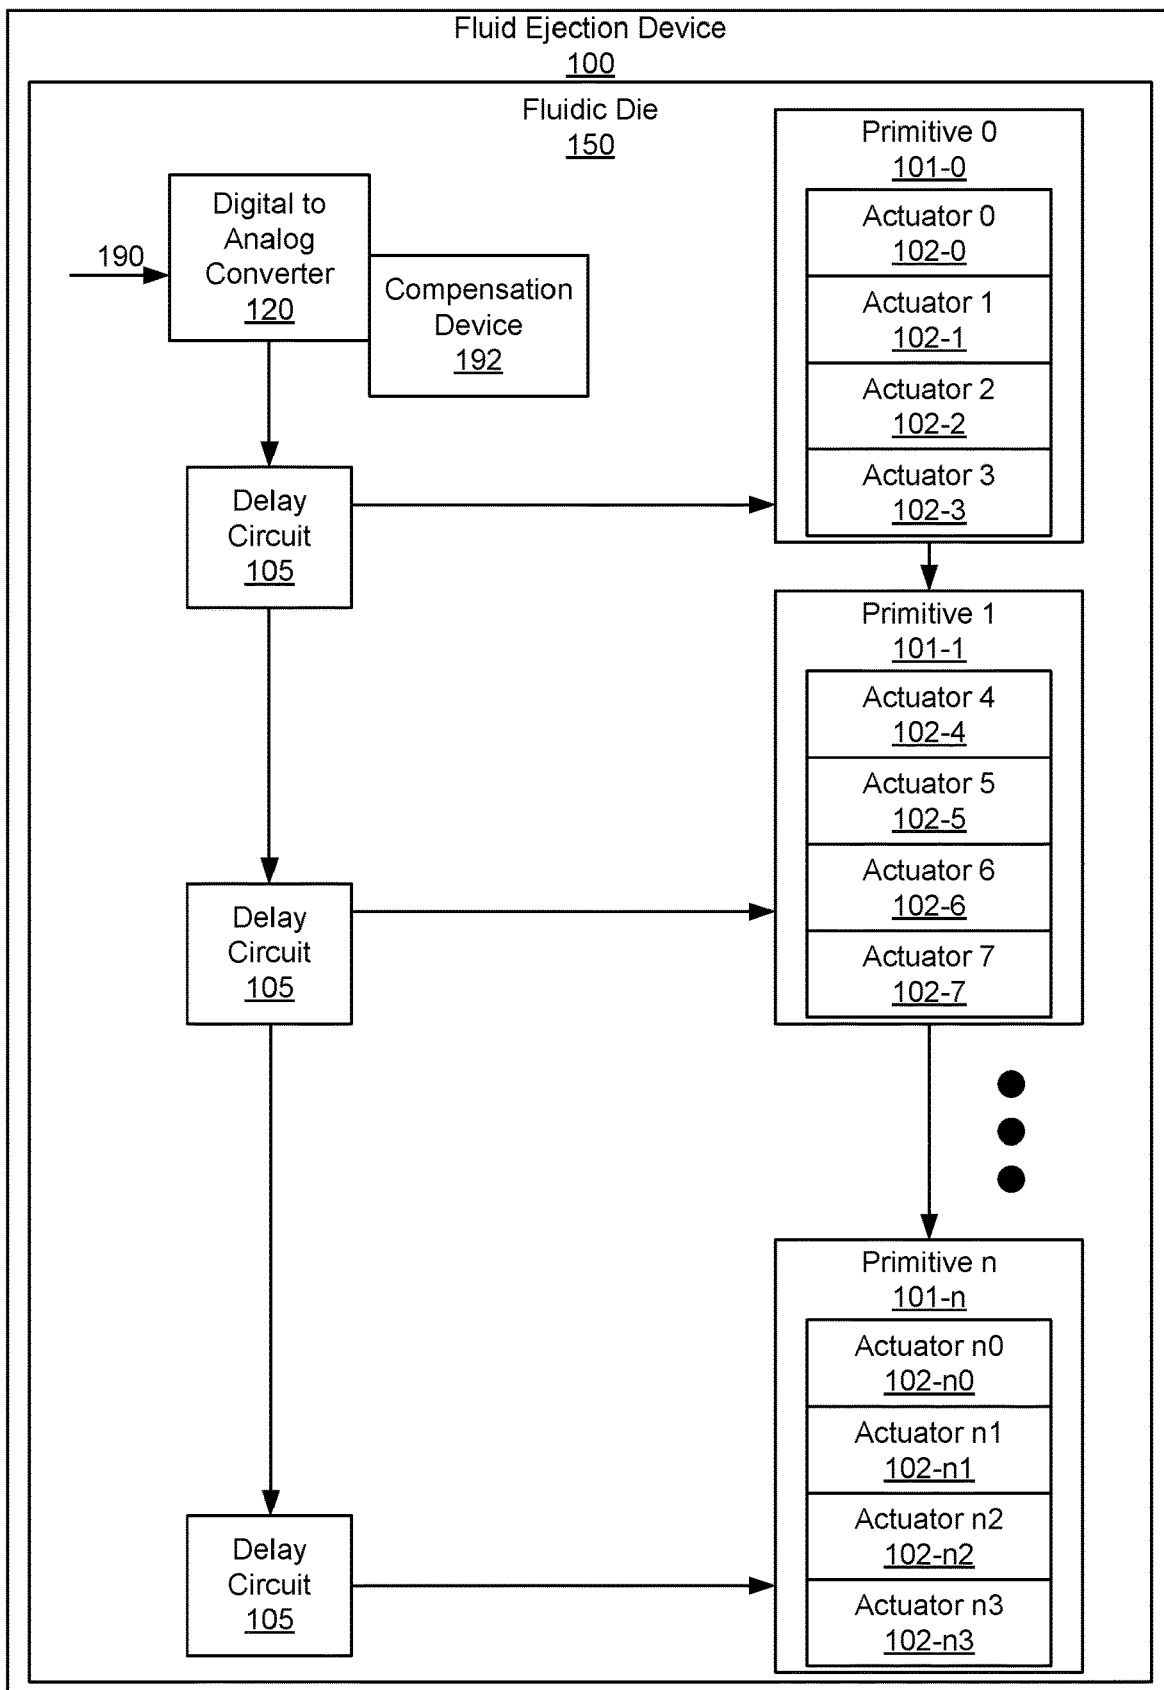 Fluid Ejection Device
100
Fluidic Die
150
Digital to
Analog
Converter
120
190
Compensation
Device
192
Delay
Circuit
105
Primitive 0
101-0
Actuator 0
102-0
Actuator 1
102-1
Actuator 2
102-2
Actuator 3
102-3
Delay
Circuit
105
Primitive 1
101-1
Actuator 4
102-4
Actuator 5
102-5
Actuator 6
102-6
Actuator 7
102-7
Delay
Circuit
105
Primitive n
101-n
Actuator n0
102-n0
Actuator n1
102-n1
Actuator n2
102-n2
Actuator n3
102-n3